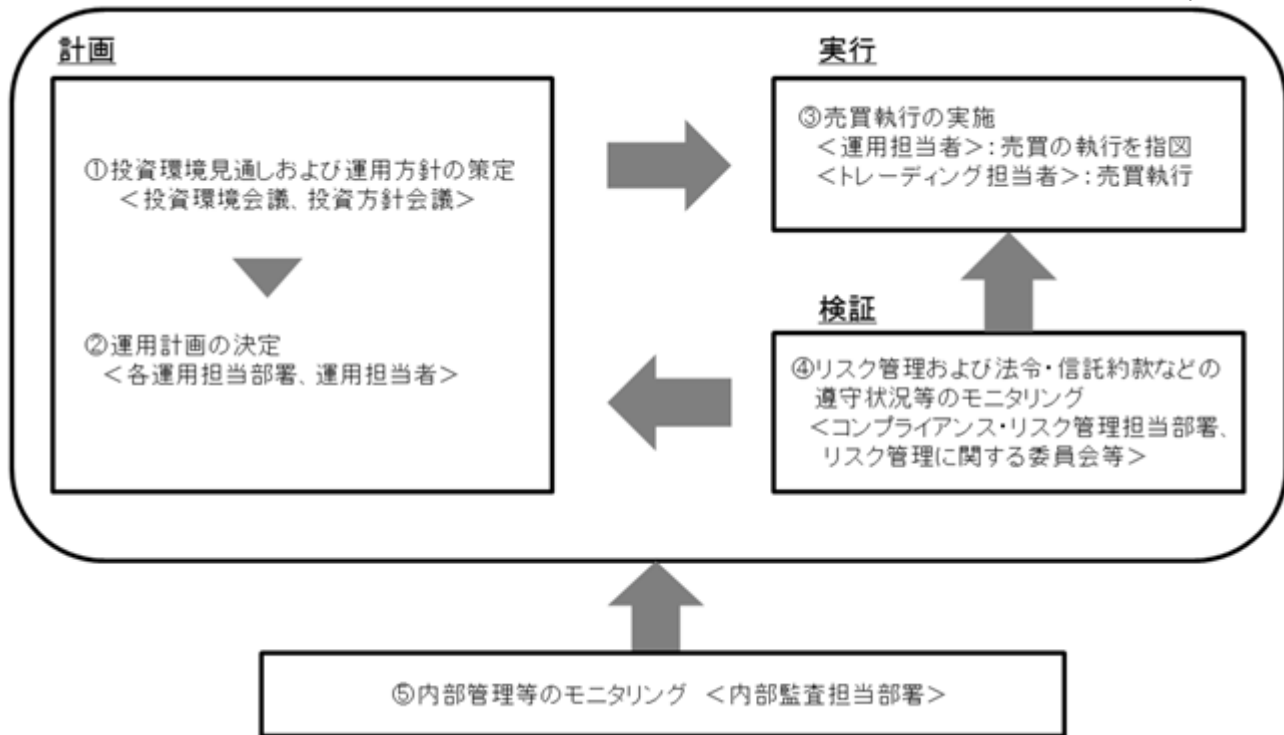 計画
①投資環境見通しおよび運用方針の策定
＜投資環境会議、投資方針会議＞
②運用計画の決定
＜各運用担当部署、運用担当者＞
実行
③売買執行の実施
＜運用担当者＞：売買の執行を指図
＜トレーディング担当者＞：売買執行
検証
④リスク管理および法令・信託約款などの
遵守状況等のモニタリング
＜コンプライアンス・リスク管理担当部署、
リスク管理に関する委員会等＞
⑤内部管理等のモニタリング ＜内部監査担当部署＞